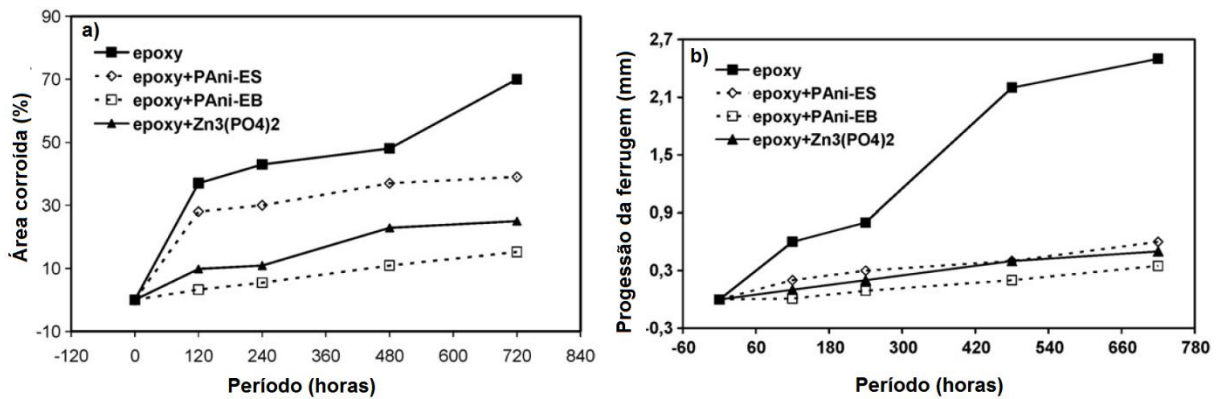 a)
epoxy
epoxy+PAni-ES
epoxy+PAni-EB
epoxy+Zn3(PO4)2
Área corroída (%)
90
70
50
30
10
-10
-120 0 120 240 360 480 600 720 840
Período (horas)
b)
epoxy
epoxy+PAni-ES
epoxy+PAni-EB
epoxy+Zn3(PO4)2
Progessão da ferrugem (mm)
2,7
2,1
1,5
0,9
0,3
-0,3
-60 60 180 300 420 540 660 780
Período (horas)